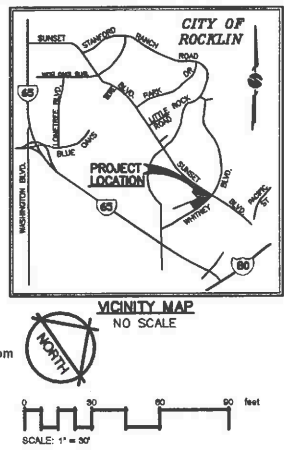 CITY OF
ROCKLIN
SUNSET
STANFORD
RANCH
ROAD
PARK
DR
BLVD.
LONETREE BLVD.
65
LITTLE ROCK
ROAD
BLUE OAKS
WASHINGTON BLVD.
PROJECT
LOCATION
SUNSET
BLVD.
WHITNEY
BLVD.
PACIFIC
ST
65
80
VICINITY MAP
NO SCALE
om
NORTH
0 30 60 90 feet
SCALE: 1" = 30'